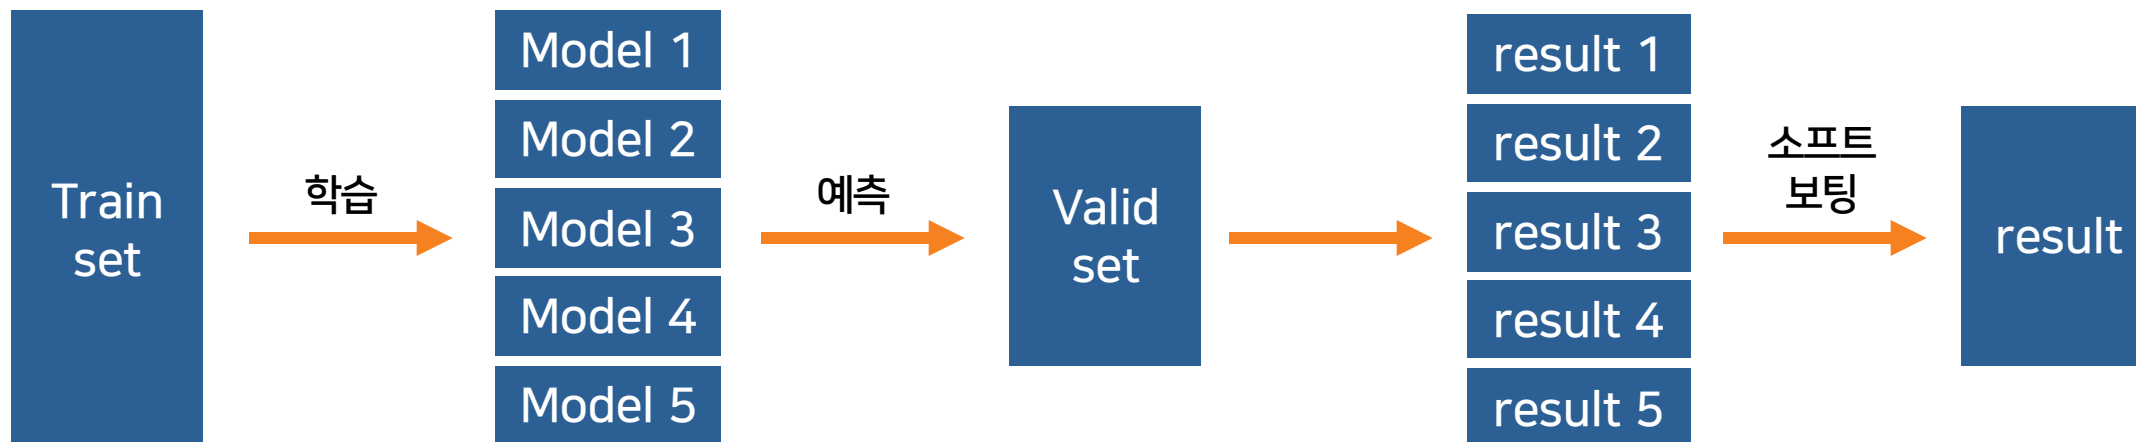 Train
set
학습
Model 1
Model 2
Model 3
Model 4
Model 5
예측
Valid
set
result 1
result 2
result 3
result 4
result 5
소프트
보팅
result